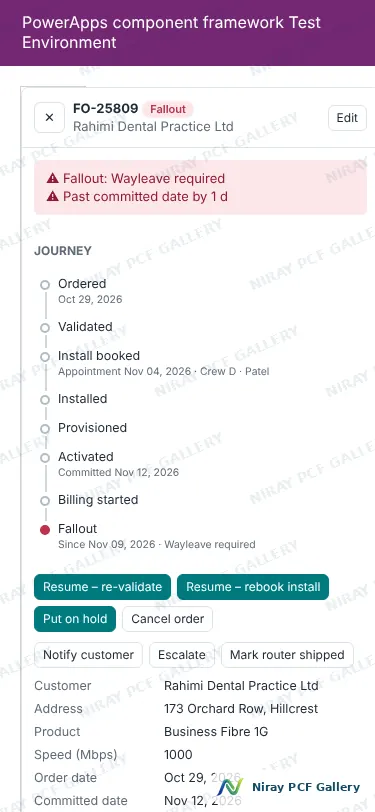 PowerApps component framework Test
Environment
✕ FO-25809 Fallout
Rahimi Dental Practice Ltd
Edit
⚠ Fallout: Wayleave required
⚠ Past committed date by 1 d
JOURNEY
Ordered
Oct 29, 2026
Validated
Install booked
Appointment Nov 04, 2026 · Crew D · Patel
Installed
Provisioned
Activated
Committed Nov 12, 2026
Billing started
Fallout
Since Nov 09, 2026 · Wayleave required
Resume – re-validate Resume – rebook install
Put on hold Cancel order
Notify customer Escalate Mark router shipped
Customer Rahimi Dental Practice Ltd
Address 173 Orchard Row, Hillcrest
Product Business Fibre 1G
Speed (Mbps) 1000
Order date Oct 29, 2026
Committed date Nov 12, 2026
Niray PCF Gallery
NIRAY PCF GALLERY